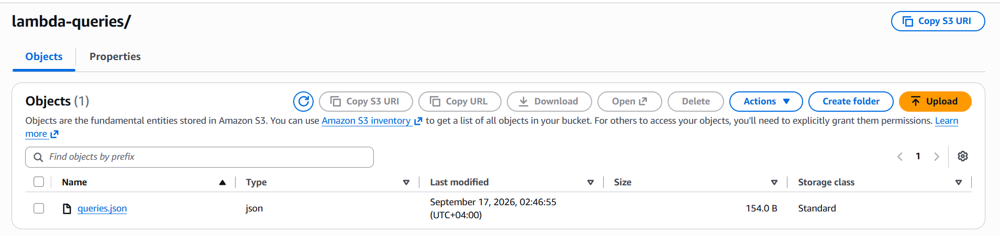 lambda-queries/
Copy S3 URI
Objects
Properties
Objects (1)
Copy S3 URI
Copy URL
Download
Open
Delete
Actions
Create folder
Upload
Objects are the fundamental entities stored in Amazon S3. You can use Amazon S3 inventory to get a list of all objects in your bucket. For others to access your objects, you'll need to explicitly grant them permissions. Learn
more
Find objects by prefix
1
Name
Type
Last modified
Size
Storage class
queries.json
json
September 17, 2026, 02:46:55
(UTC+04:00)
154.0 B
Standard